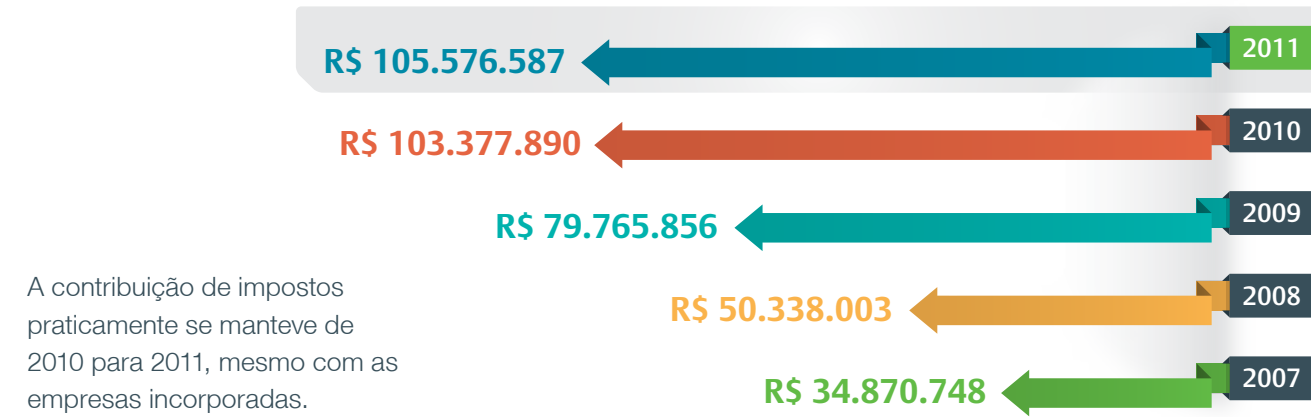 R$ 105.576.587 2011
R$ 103.377.890 2010
R$ 79.765.856 2009
R$ 50.338.003 2008
R$ 34.870.748 2007
A contribuição de impostos
praticamente se manteve de
2010 para 2011, mesmo com as
empresas incorporadas.